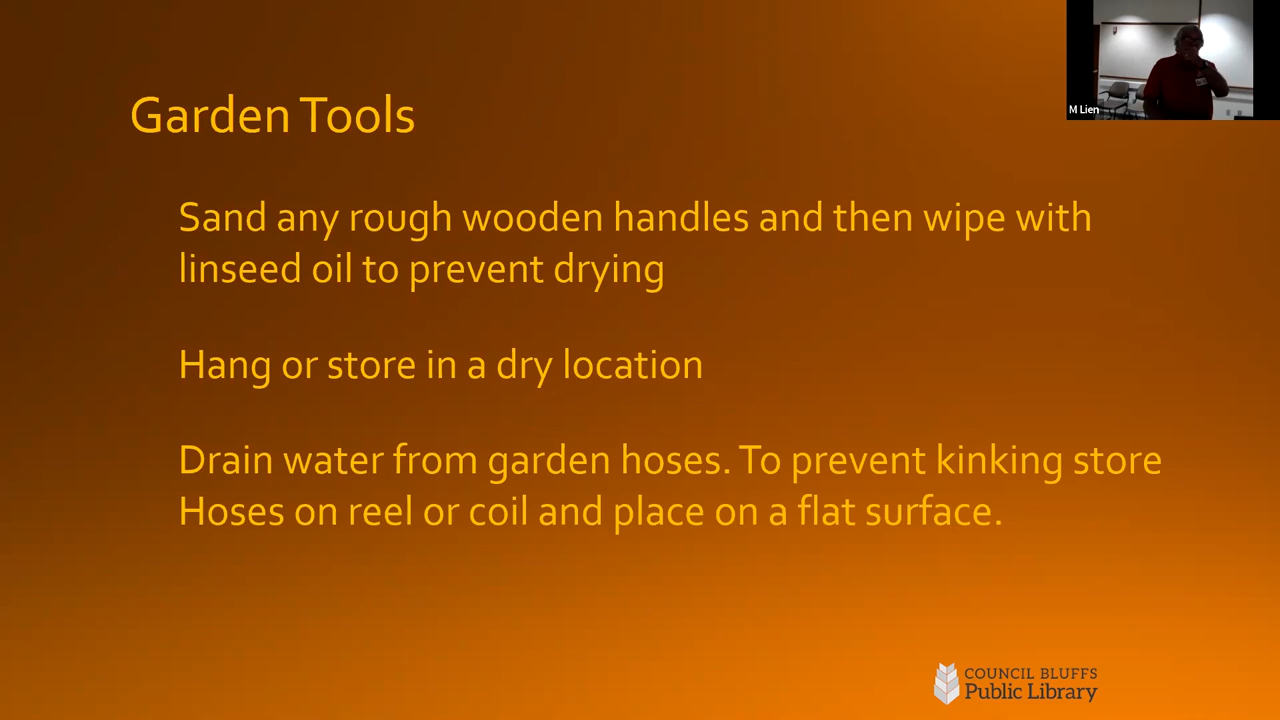 Garden Tools
M Lien
Sand any rough wooden handles and then wipe with
linseed oil to prevent drying
Hang or store in a dry location
Drain water from garden hoses. To prevent kinking store
Hoses on reel or coil and place on a flat surface.
COUNCIL BLUFFS
Public Library